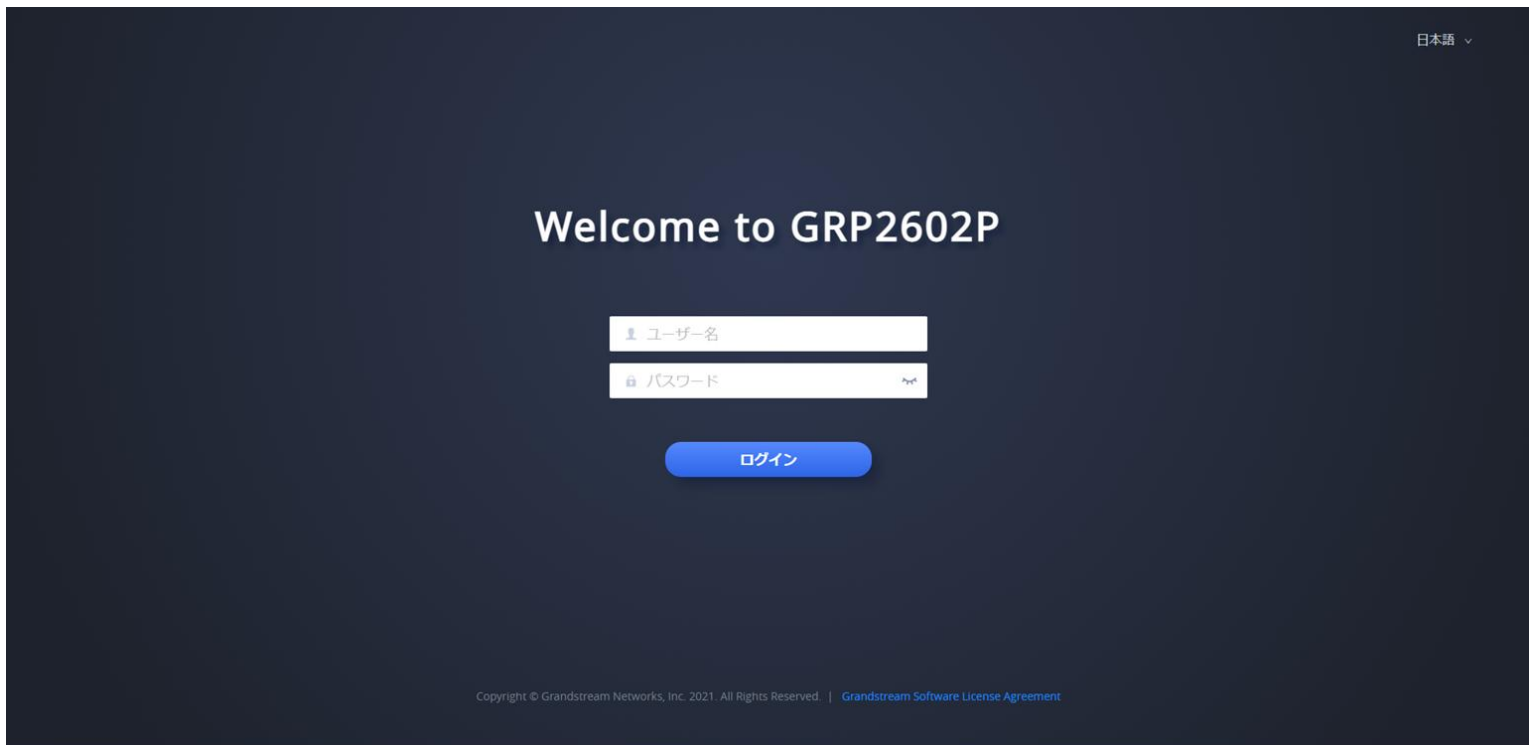 日本語
Welcome to GRP2602P
ユーザー名
パスワード
ログイン
Copyright © Grandstream Networks, Inc. 2021. All Rights Reserved. | Grandstream Software License Agreement